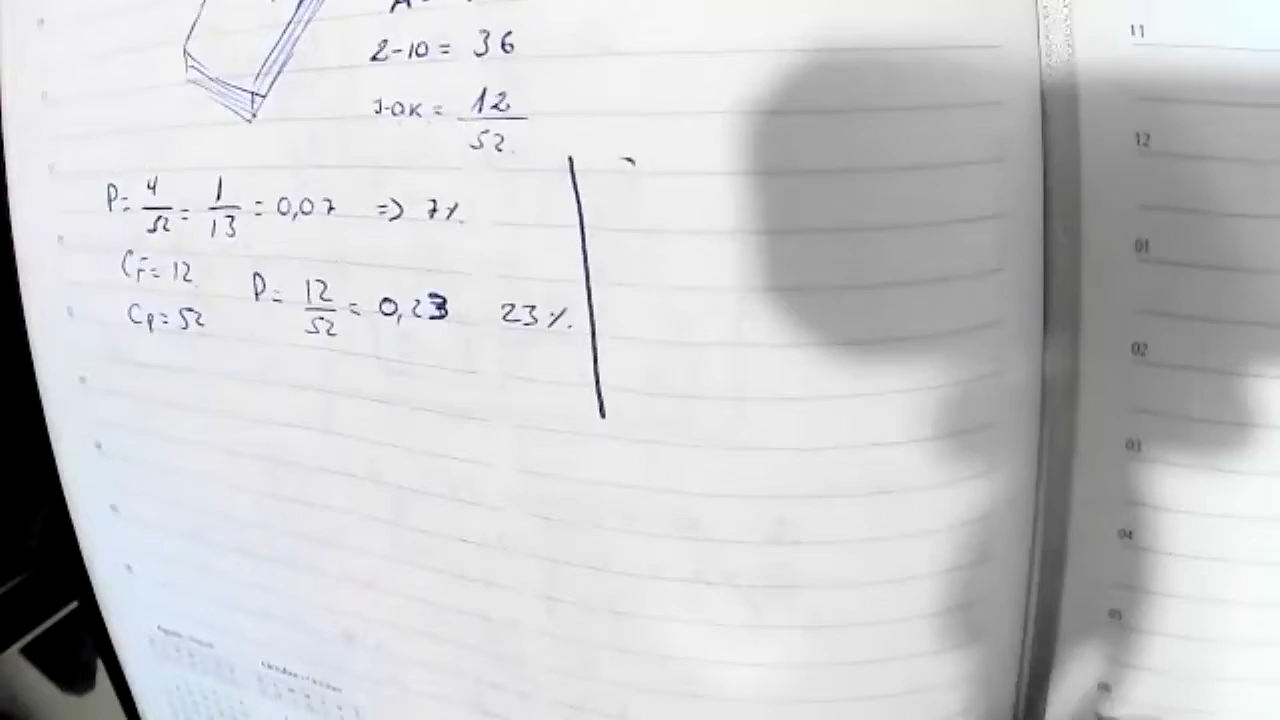 2-10 = 36
J-QK = 12
52
P= 4/52 = 1/13 = 0,07 => 7%.
CF= 12
P= 12/52 = 0,23 23%.
CP= 52
11
12
01
02
03
04
05
06